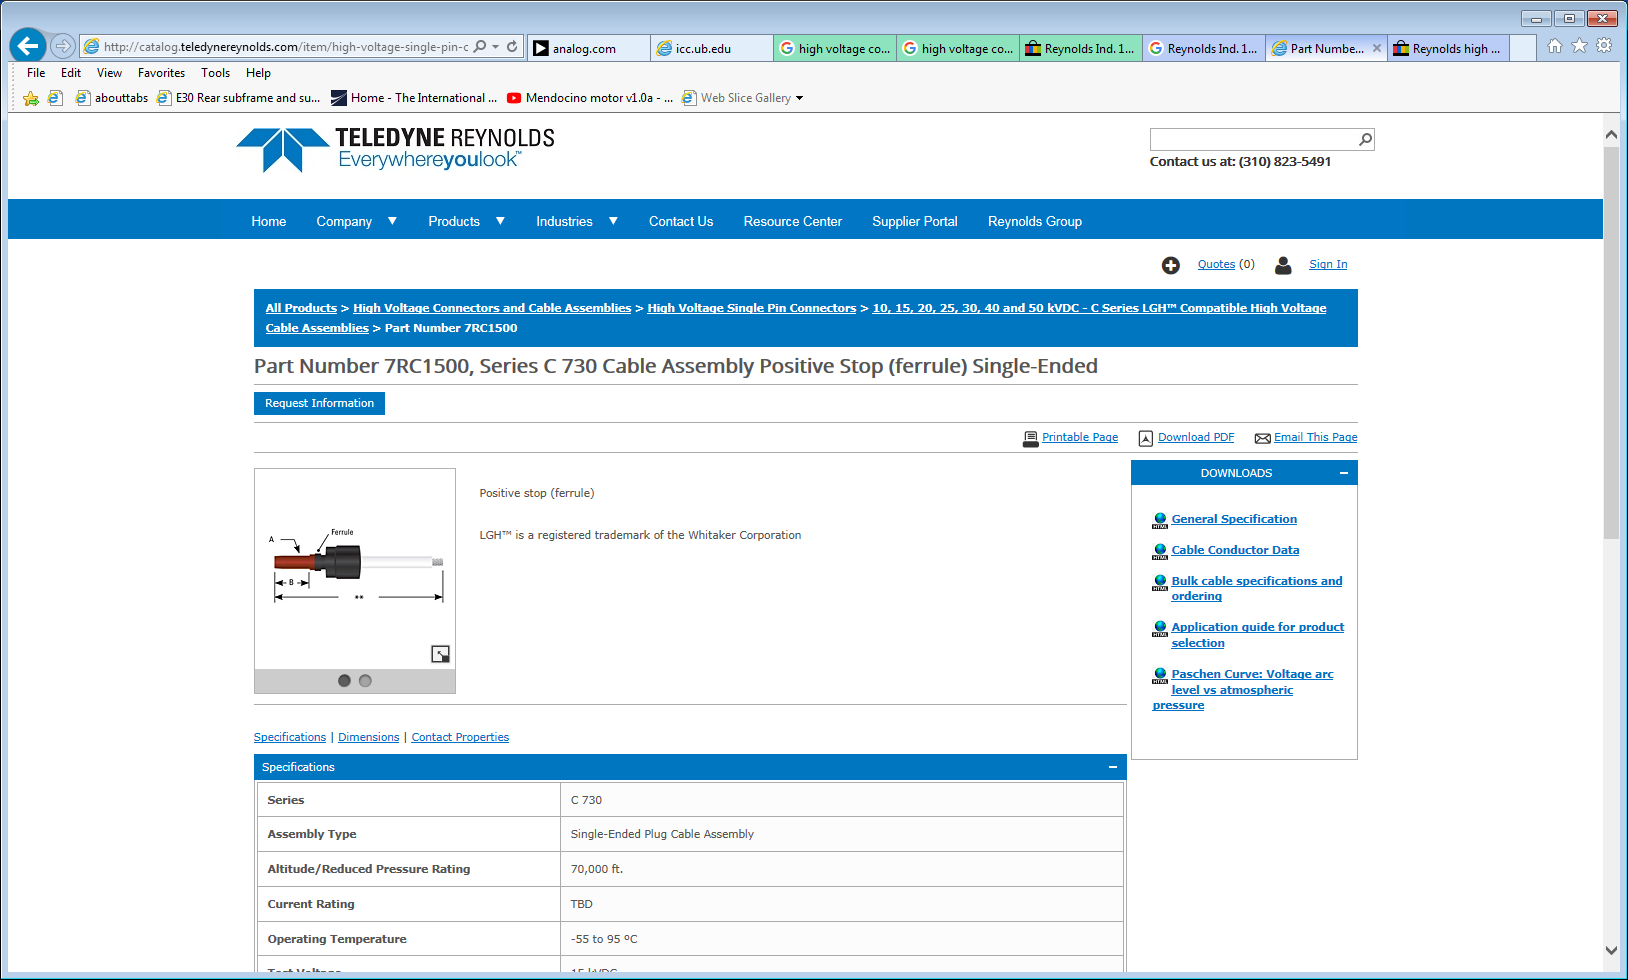 http://catalog.teledynereynolds.com/item/high-voltage-single-pin-c
analog.com
icc.ub.edu
high voltage co...
high voltage co...
Reynolds Ind. 1...
Reynolds Ind. 1...
Part Numbe...
Reynolds high ...
File Edit View Favorites Tools Help
abouttabs
E30 Rear subframe and su...
Home - The International ...
Mendocino motor v1.0a - ...
Web Slice Gallery
TELEDYNE REYNOLDS
Everywhereyoulook™
Contact us at: (310) 823-5491
Home Company Products Industries Contact Us Resource Center Supplier Portal Reynolds Group
Quotes (0) Sign In
All Products > High Voltage Connectors and Cable Assemblies > High Voltage Single Pin Connectors > 10, 15, 20, 25, 30, 40 and 50 kVDC - C Series LGH™ Compatible High Voltage
Cable Assemblies > Part Number 7RC1500
Part Number 7RC1500, Series C 730 Cable Assembly Positive Stop (ferrule) Single-Ended
Request Information
Printable Page Download PDF Email This Page
Positive stop (ferrule)
LGH™ is a registered trademark of the Whitaker Corporation
Ferrule
A
B
**
DOWNLOADS
HTML General Specification
HTML Cable Conductor Data
HTML Bulk cable specifications and
ordering
HTML Application guide for product
selection
HTML Paschen Curve: Voltage arc
level vs atmospheric
pressure
Specifications | Dimensions | Contact Properties
Specifications
Series C 730
Assembly Type Single-Ended Plug Cable Assembly
Altitude/Reduced Pressure Rating 70,000 ft.
Current Rating TBD
Operating Temperature -55 to 95 ºC
Test Voltage 15 kVDC